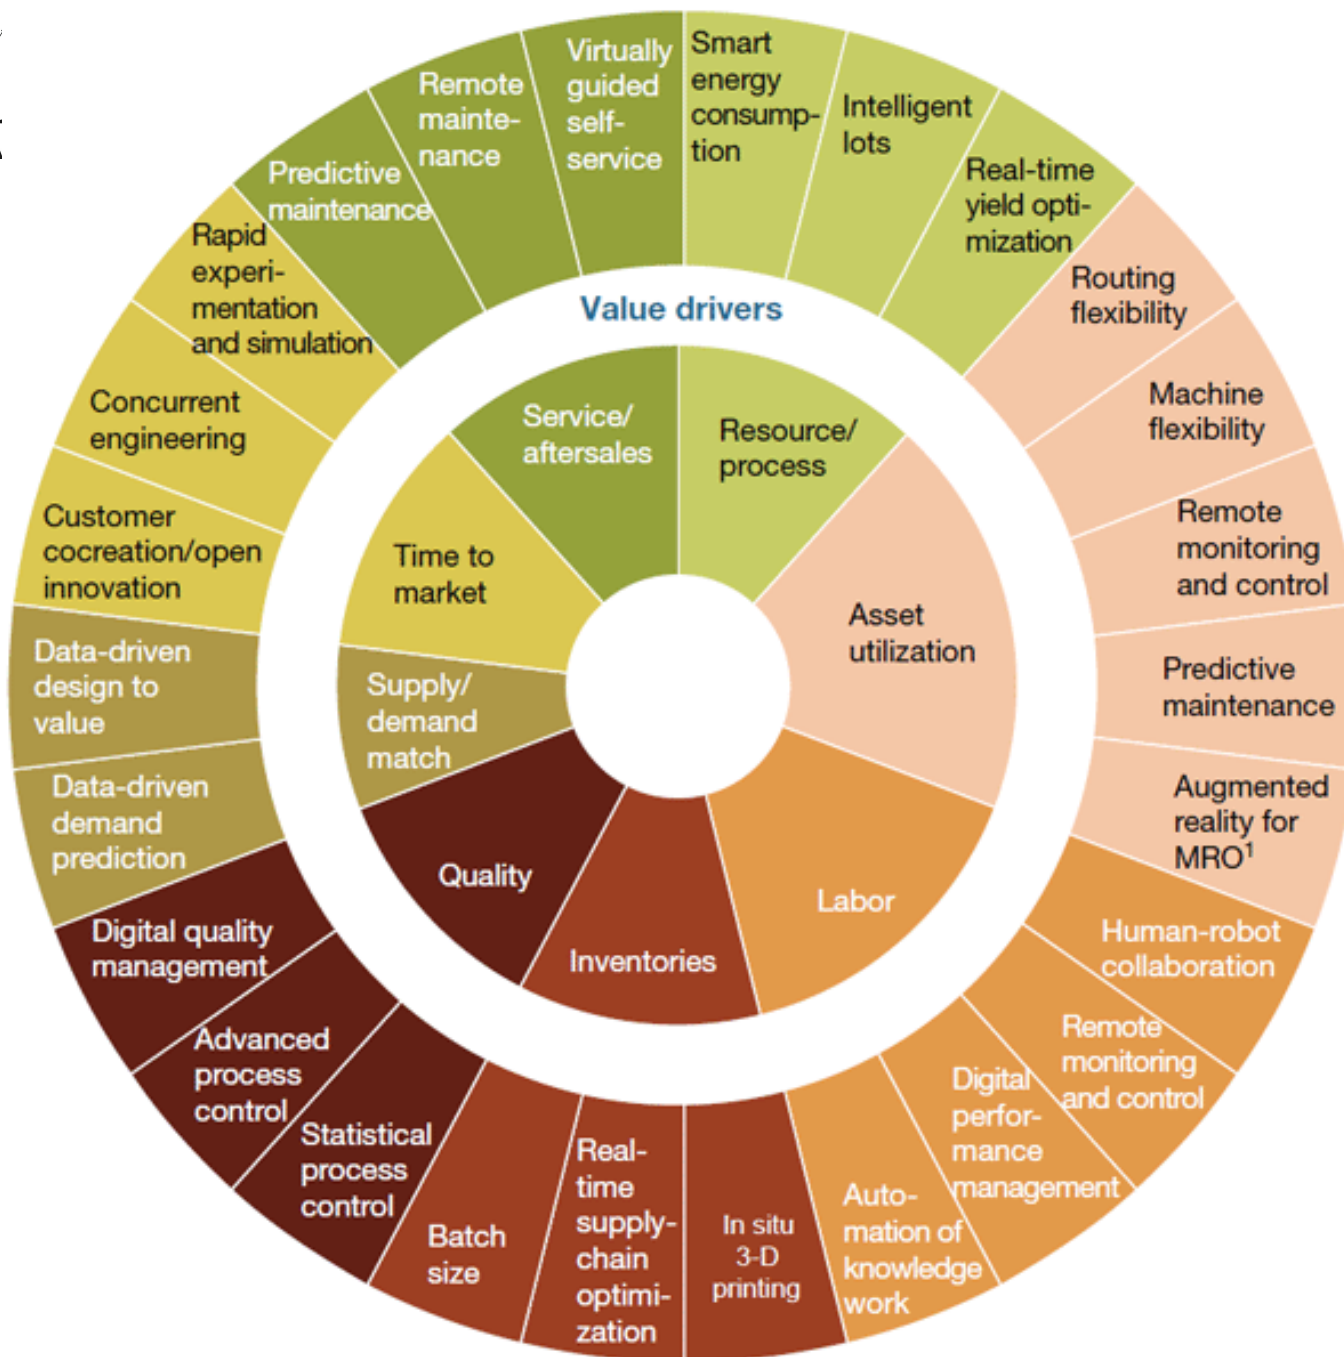 Value drivers
Service/
aftersales
Resource/
process
Asset
utilization
Labor
Inventories
Quality
Supply/
demand
match
Time to
market
Smart
energy
consump-
tion
Intelligent
lots
Real-time
yield opti-
mization
Routing
flexibility
Machine
flexibility
Remote
monitoring
and control
Predictive
maintenance
Augmented
reality for
MRO¹
Human-robot
collaboration
Remote
monitoring
and control
Digital
perfor-
mance
management
Auto-
mation of
knowledge
work
In situ
3-D
printing
Real-
time
supply-
chain
optimi-
zation
Batch
size
Statistical
process
control
Advanced
process
control
Digital quality
management
Data-driven
demand
prediction
Data-driven
design to
value
Customer
cocreation/open
innovation
Concurrent
engineering
Rapid
experi-
mentation
and simulation
Predictive
maintenance
Remote
mainte-
nance
Virtually
guided
self-
service